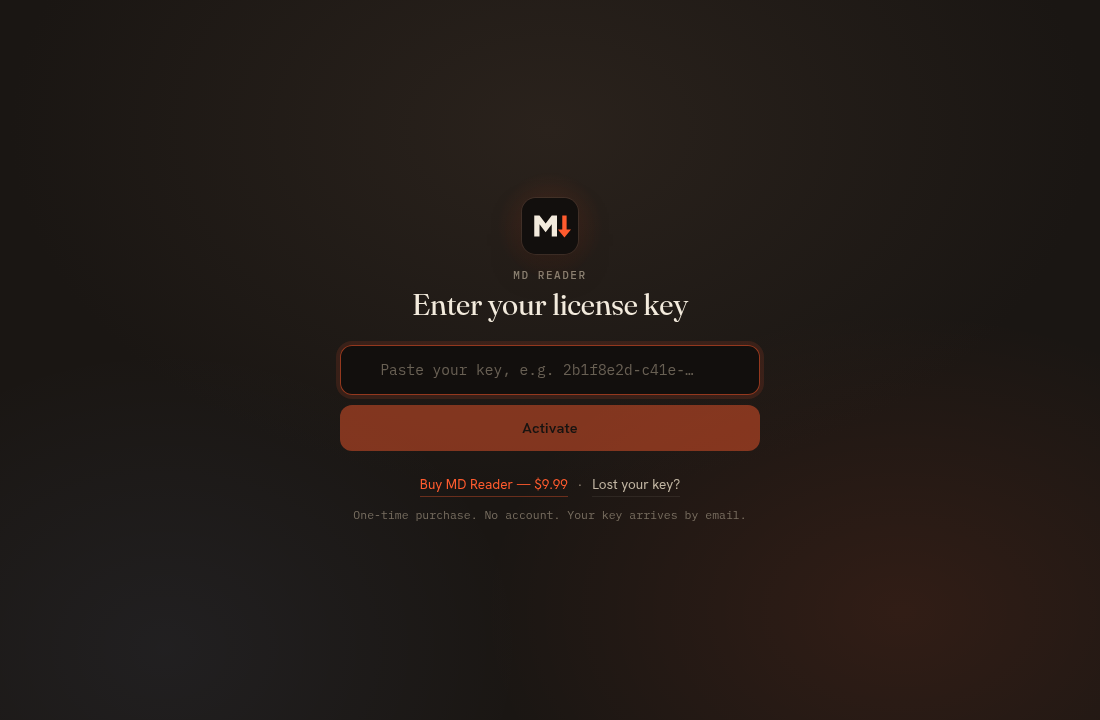 M
MD READER
Enter your license key
Paste your key, e.g. 2b1f8e2d-c41e-…
Activate
Buy MD Reader — $9.99 · Lost your key?
One-time purchase. No account. Your key arrives by email.